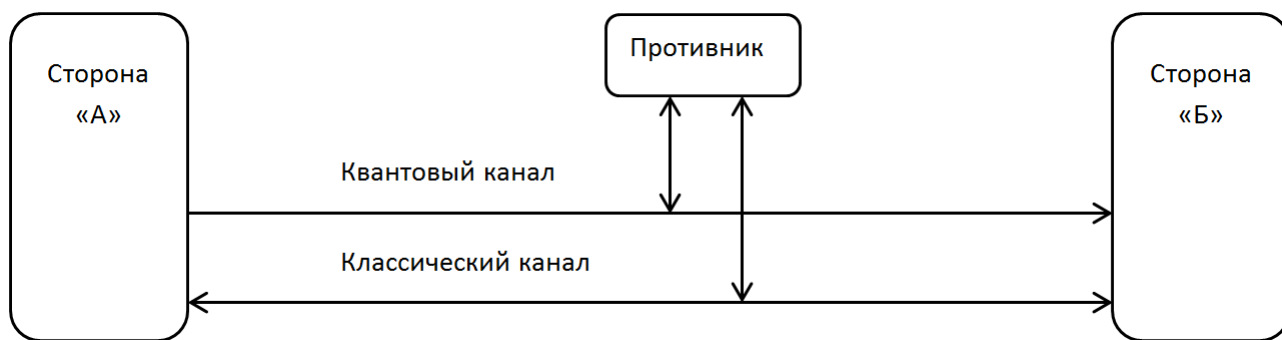 Сторона
«А»
Противник
Сторона
«Б»
Квантовый канал
Классический канал